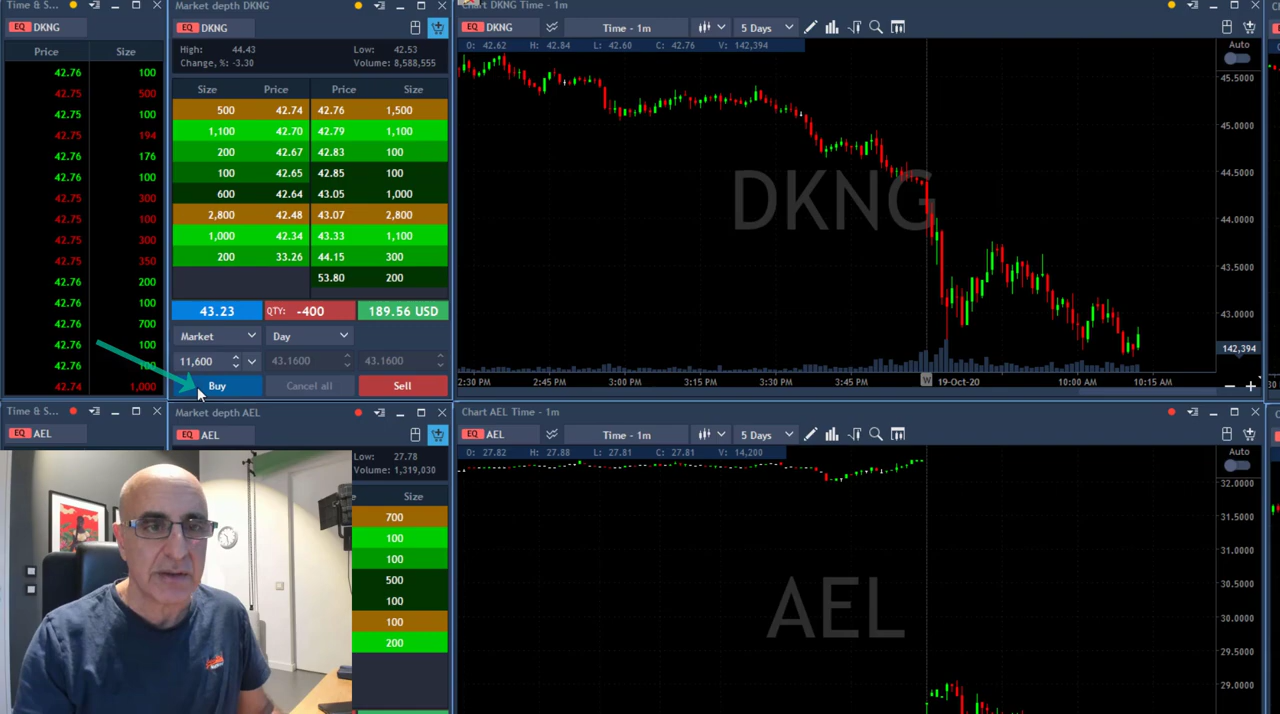 Time & S...
EQ DKNG
Price Size
42.76 100
42.75 500
42.75 100
42.75 194
42.76 176
42.76 100
42.75 300
42.75 100
42.75 300
42.75 350
42.76 200
42.76 100
42.76 700
42.76 100
42.76
42.74 1,000
Market depth DKNG
EQ DKNG
High: 44.43 Low: 42.53
Change, %: -3.30 Volume: 8,588,555
Size Price Price Size
500 42.74 42.76 1,500
1,100 42.70 42.79 1,100
200 42.67 42.83 100
100 42.65 42.85 100
600 42.64 43.05 1,000
2,800 42.48 43.07 2,800
1,000 42.34 43.33 1,100
200 33.26 44.15 300
53.80 200
43.23 QTY: -400 189.56 USD
Market Day
11,600 43.1600 43.1600
Buy Cancel all Sell
Chart DKNG Time - 1m
EQ DKNG Time - 1m 5 Days
O: 42.62 H: 42.84 L: 42.60 C: 42.76 V: 142,394
Auto
DKNG
45.5000
45.0000
44.5000
44.0000
43.5000
43.0000
142,394
2:30 PM 2:45 PM 3:00 PM 3:15 PM 3:30 PM 3:45 PM W 19-Oct-20 10:00 AM 10:15 AM
Time & S...
EQ AEL
Market depth AEL
EQ AEL
Low: 27.78
Volume: 1,319,030
e Size
700
100
100
500
100
100
200
Chart AEL Time - 1m
EQ AEL Time - 1m 5 Days
O: 27.82 H: 27.88 L: 27.81 C: 27.81 V: 14,200
Auto
AEL
32.0000
31.5000
31.0000
30.5000
30.0000
29.5000
29.0000